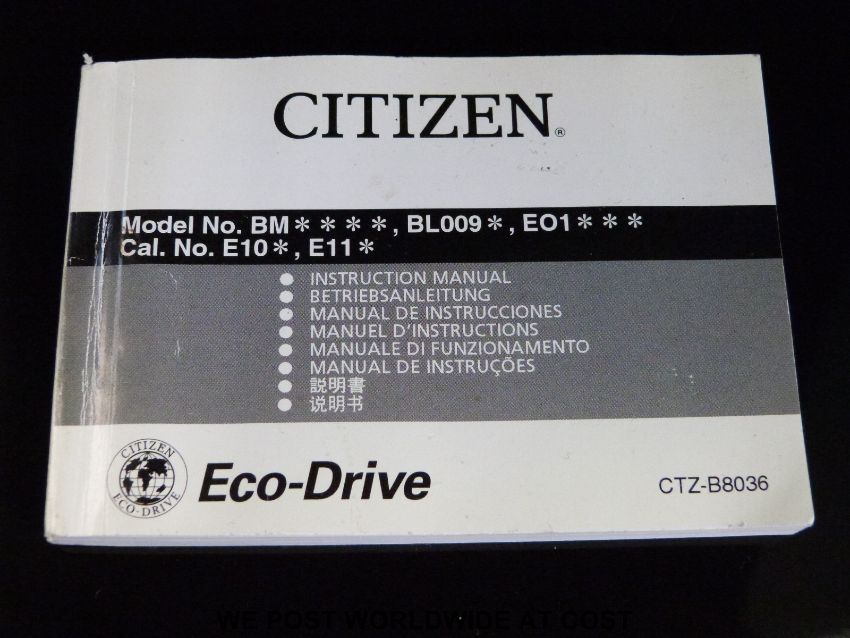 CITIZEN®
Model No. BM✳✳✳✳, BL009✳, EO1✳✳✳
Cal. No. E10✳, E11✳
● INSTRUCTION MANUAL
● BETRIEBSANLEITUNG
● MANUAL DE INSTRUCCIONES
● MANUEL D'INSTRUCTIONS
● MANUALE DI FUNZIONAMENTO
● MANUAL DE INSTRUÇÕES
● 説明書
● 说明书
CITIZEN
ECO-DRIVE
Eco-Drive
CTZ-B8036
WE POST WORLDWIDE AT COST